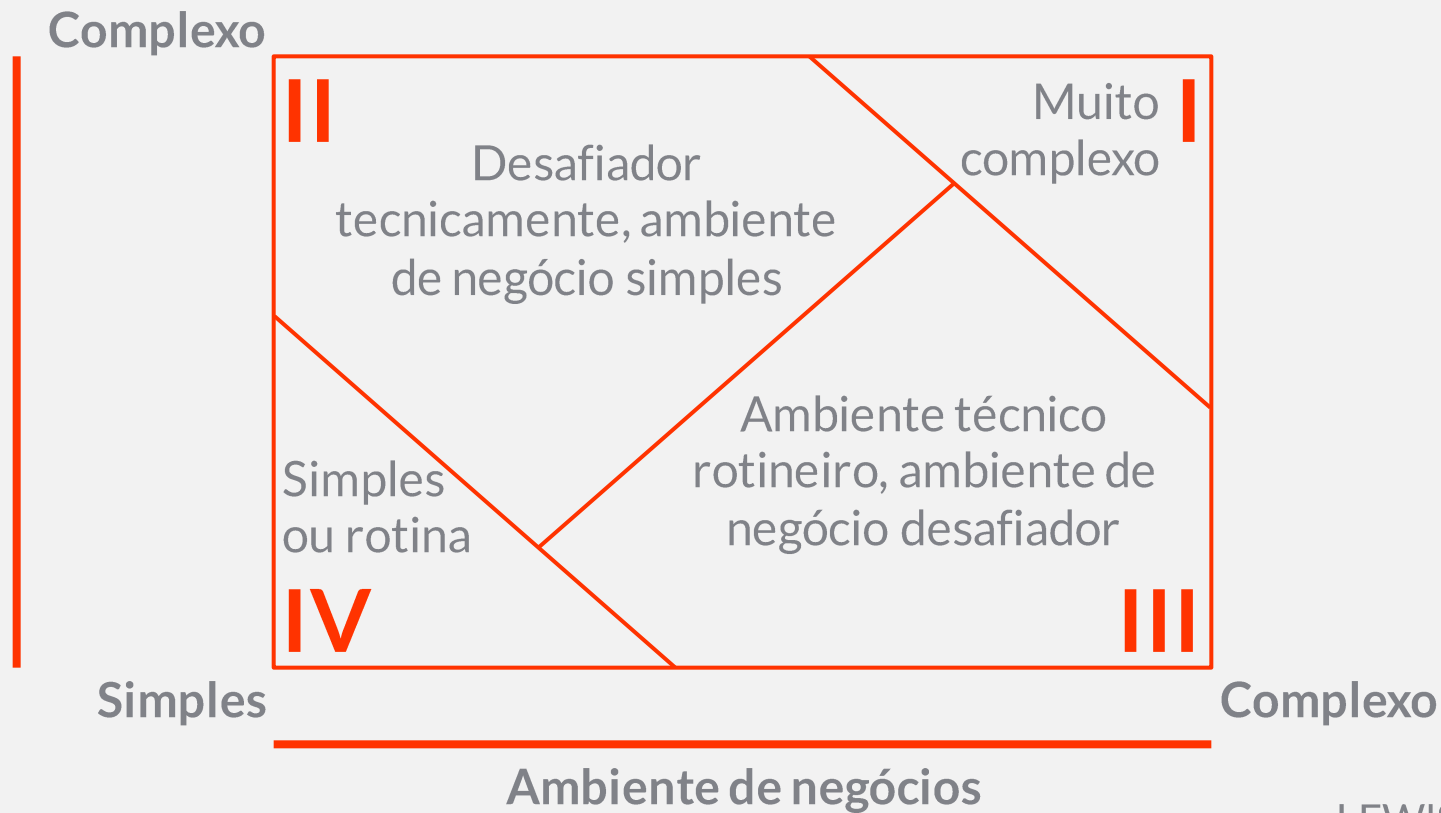 Complexo
II
Desafiador
tecnicamente, ambiente
de negócio simples
Muito
complexo
I
Ambiente técnico
rotineiro, ambiente de
negócio desafiador
Simples
ou rotina
IV
III
Simples
Complexo
Ambiente de negócios